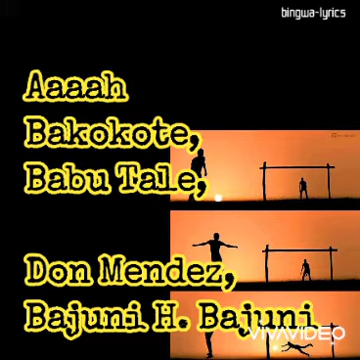 bingwa-lyrics
Aaaah
Bakokote,
Babu Tale,
Don Mendez,
Bajuni H. Bajuni
VIVAVIDEO